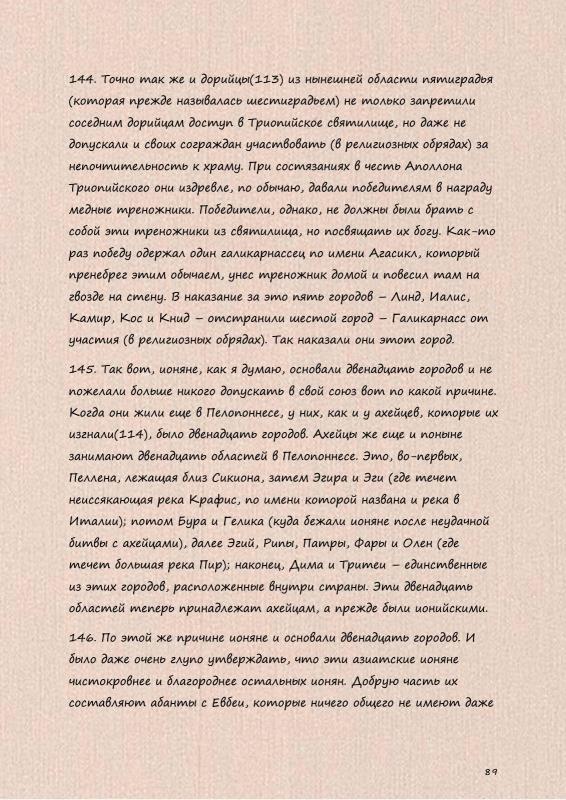 144. Точно так же и дорийцы(113) из нынешней области пятиградья
(которая прежде называлась шестиградьем) не только запретили
соседним дорийцам доступ в Триопийское святилище, но даже не
допускали и своих сограждан участвовать (в религиозных обрядах) за
непочтительность к храму. При состязаниях в честь Аполлона
Триопийского они издревле, по обычаю, давали победителям в награду
медные треножники. Победители, однако, не должны были брать с
собой эти треножники из святилища, но посвящать их богу. Как-то
раз победу одержал один галикарнассец по имени Агасикл, который
пренебрег этим обычаем, унес треножник домой и повесил там на
гвозде на стену. В наказание за это пять городов – Линд, Иалис,
Камир, Кос и Книд – отстранили шестой город – Галикарнасс от
участия (в религиозных обрядах). Так наказали они этот город.
145. Так вот, ионяне, как я думаю, основали двенадцать городов и не
пожелали больше никого допускать в свой союз вот по какой причине.
Когда они жили еще в Пелопоннесе, у них, как и у ахейцев, которые их
изгнали(114), было двенадцать городов. Ахейцы же еще и поныне
занимают двенадцать областей в Пелопоннесе. Это, во-первых,
Пеллена, лежащая близ Сикиона, затем Эгира и Эги (где течет
неиссякающая река Крафис, по имени которой названа и река в
Италии); потом Бура и Гелика (куда бежали ионяне после неудачной
битвы с ахейцами), далее Эгий, Рипы, Патры, Фары и Олен (где
течет большая река Пир); наконец, Дима и Тритеи – единственные
из этих городов, расположенные внутри страны. Эти двенадцать
областей теперь принадлежат ахейцам, а прежде были ионийскими.
146. По этой же причине ионяне и основали двенадцать городов. И
было даже очень глупо утверждать, что эти азиатские ионяне
чистокровнее и благороднее остальных ионян. Добрую часть их
составляют абанты с Евбеи, которые ничего общего не имеют даже
89